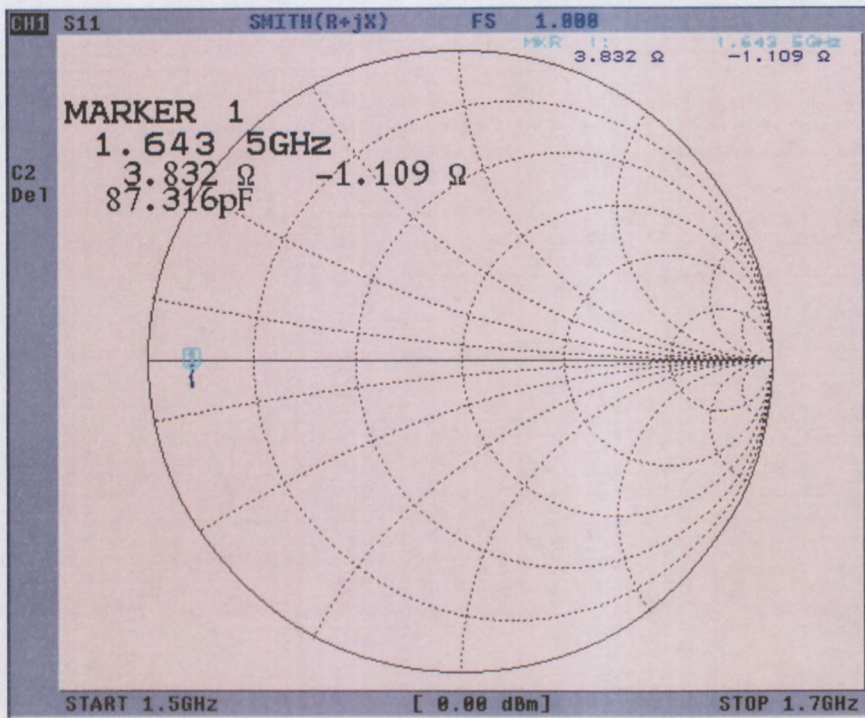 CH1 S11 SMITH(R+jX) FS 1.000
MKR 1: 1.643 5GHz
3.832 Ω -1.109 Ω
MARKER 1
1.643 5GHz
3.832 Ω -1.109 Ω
87.316pF
C2
Del
START 1.5GHz [ 0.00 dBm] STOP 1.7GHz